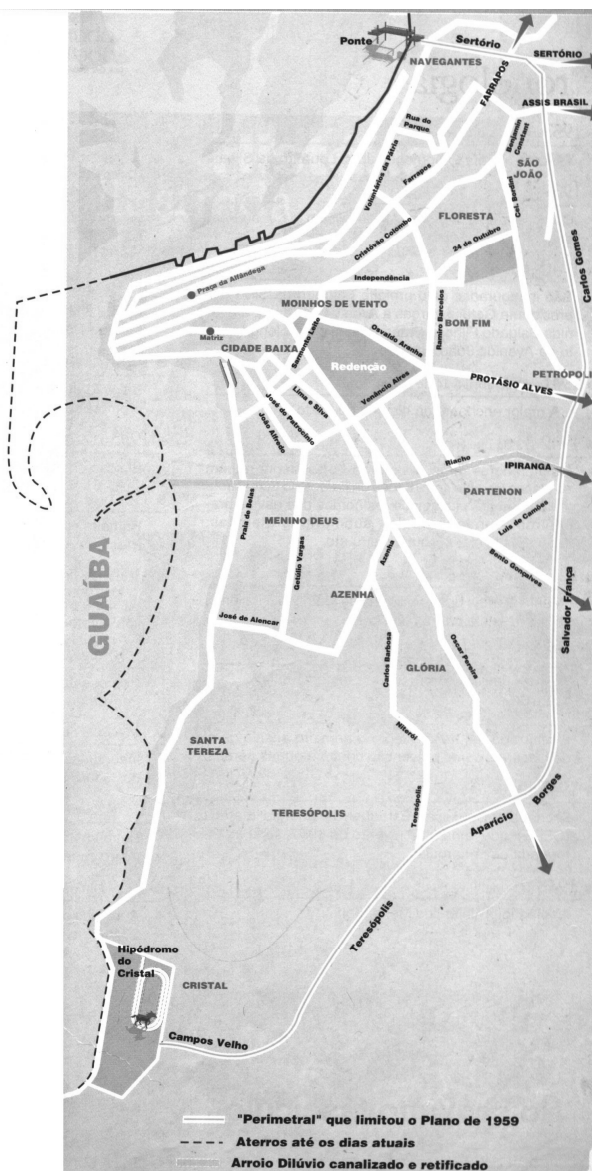 Ponte
Sertório
NAVEGANTES
SERTÓRIO
FARRAPOS
ASSIS BRASIL
Rua do
Parque
Benjamin
Constant
Voluntários da Pátria
SÃO
JOÃO
Farrapos
Cel. Bordini
FLORESTA
Cristóvão Colombo
24 de Outubro
Carlos Gomes
Independência
Praça da Alfândega
MOINHOS DE VENTO
Ramiro Barcelos
BOM FIM
Matriz
Osvaldo Aranha
CIDADE BAIXA
Sarmento Leite
Redenção
PETRÓPOLI
PROTÁSIO ALVES
Venâncio Aires
Lima e Silva
José do Patrocínio
João Alfredo
Riacho
IPIRANGA
PARTENON
Praia de Belas
MENINO DEUS
Luís de Camões
Getúlio Vargas
Azenha
Bento Gonçalves
GUAÍBA
AZENHA
Salvador França
José de Alencar
Carlos Barbosa
Oscar Pereira
GLÓRIA
Niterói
SANTA
TEREZA
TERESÓPOLIS
Teresópolis
Borges
Aparício
Teresópolis
Hipódromo
do
Cristal
CRISTAL
Campos Velho
"Perimetral" que limitou o Plano de 1959
Aterros até os dias atuais
Arroio Dilúvio canalizado e retificado